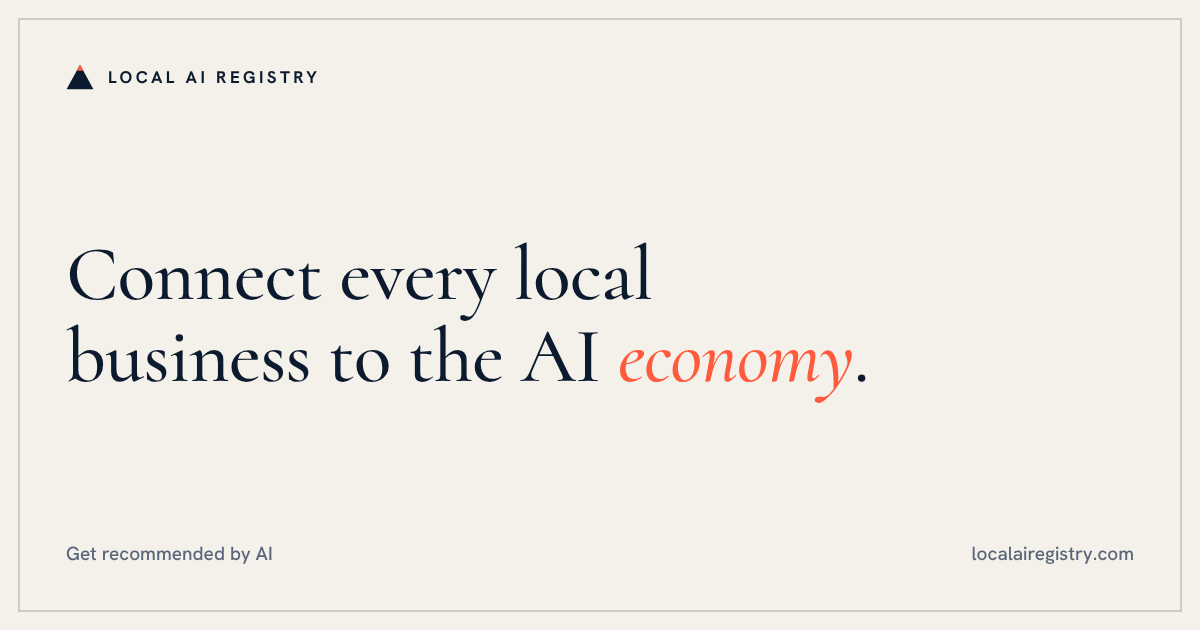 LOCAL AI REGISTRY
Connect every local
business to the AI economy.
Get recommended by AI
localairegistry.com